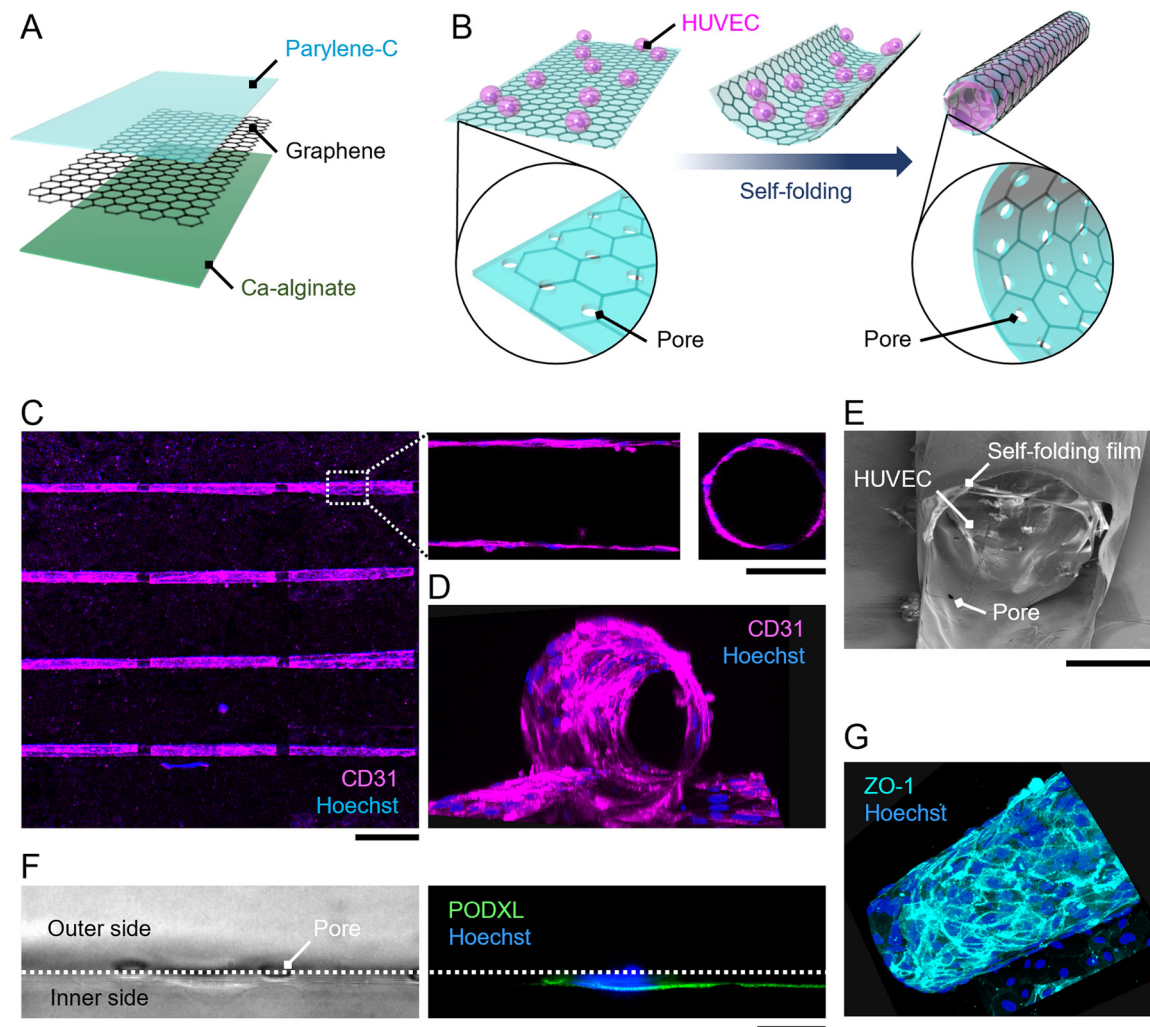 A
Parylene-C
Graphene
Ca-alginate
B
HUVEC
Self-folding
Pore
Pore
C
CD31
Hoechst
D
CD31
Hoechst
E
Self-folding film
HUVEC
Pore
F
Outer side
Pore
Inner side
PODXL
Hoechst
G
ZO-1
Hoechst